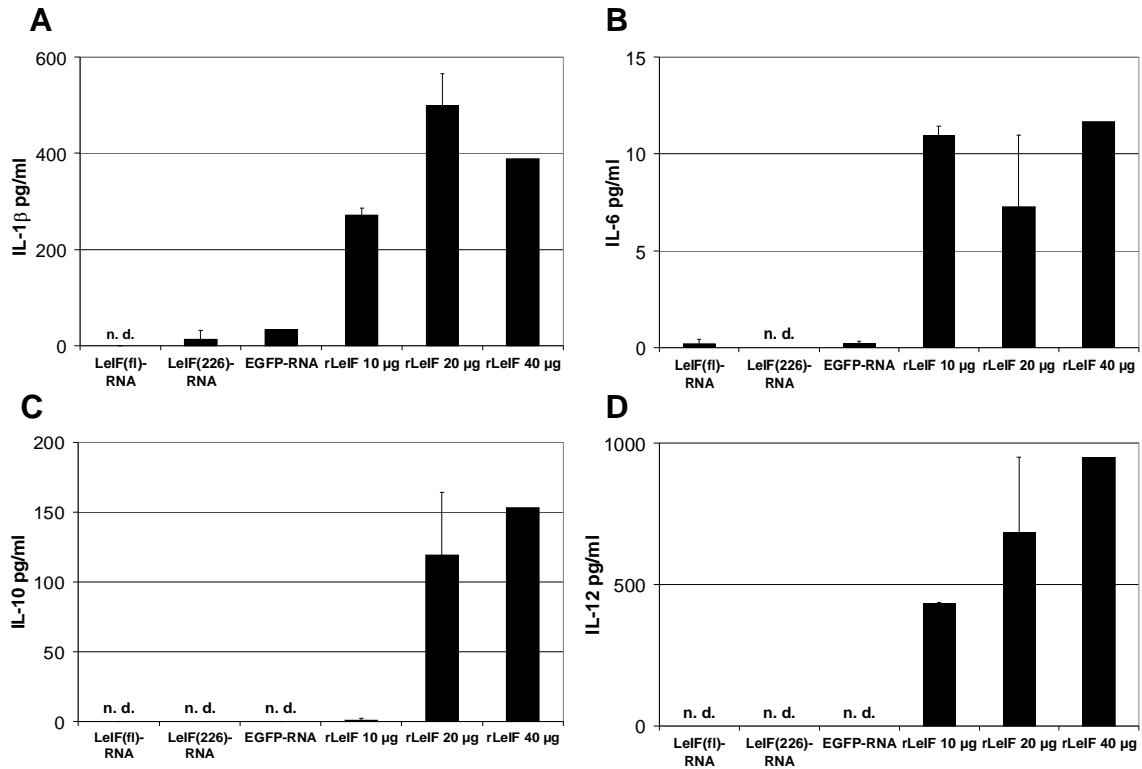 A
IL-1β pg/ml
600
400
200
0
n. d.
LeIF(fl)-
RNA
LeIF(226)-
RNA
EGFP-RNA
rLeIF 10 µg
rLeIF 20 µg
rLeIF 40 µg
B
IL-6 pg/ml
15
10
5
0
n. d.
LeIF(fl)-
RNA
LeIF(226)-
RNA
EGFP-RNA
rLeIF 10 µg
rLeIF 20 µg
rLeIF 40 µg
C
IL-10 pg/ml
200
150
100
50
0
n. d.
n. d.
n. d.
LeIF(fl)-
RNA
LeIF(226)-
RNA
EGFP-RNA
rLeIF 10 µg
rLeIF 20 µg
rLeIF 40 µg
D
IL-12 pg/ml
1000
500
0
n. d.
n. d.
n. d.
LeIF(fl)-
RNA
LeIF(226)-
RNA
EGFP-RNA
rLeIF 10 µg
rLeIF 20 µg
rLeIF 40 µg